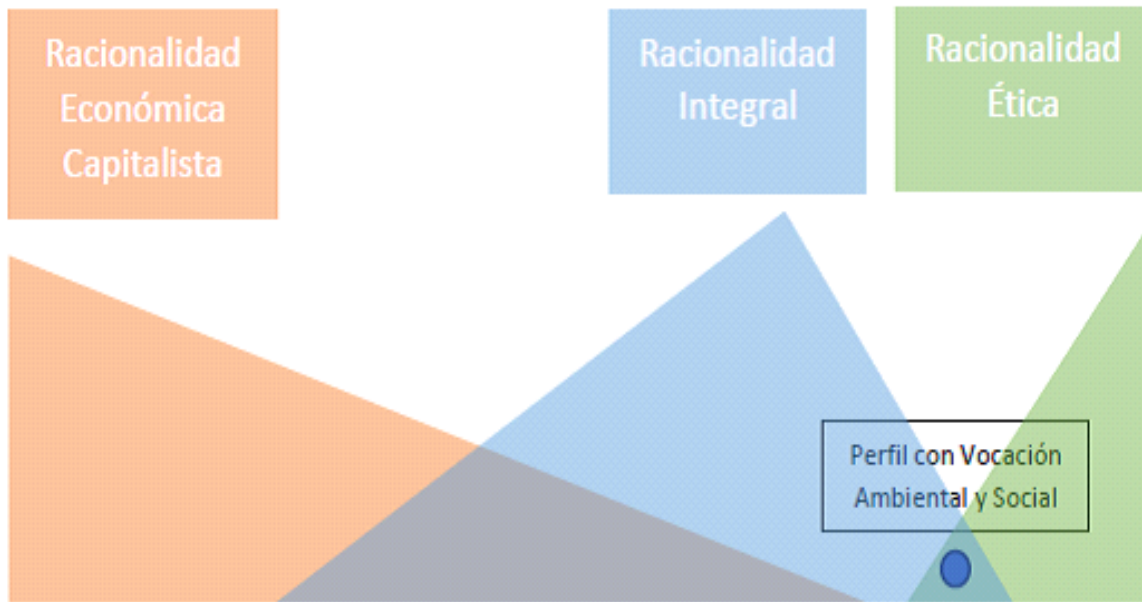 Racionalidad
Económica
Capitalista
Racionalidad
Integral
Racionalidad
Ética
Perfil con Vocación
Ambiental y Social